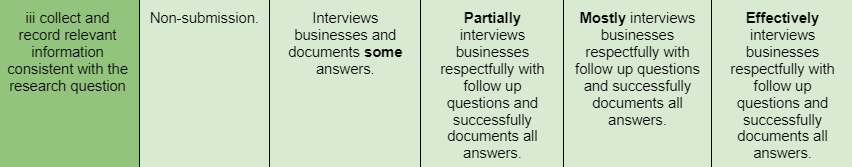 iii collect and
record relevant
information
consistent with the
research question
Non-submission.
Interviews
businesses and
documents some
answers.
Partially
interviews
businesses
respectfully with
follow up
questions and
successfully
documents all
answers.
Mostly interviews
businesses
respectfully with
follow up questions
and successfully
documents all
answers.
Effectively
interviews
businesses
respectfully with
follow up
questions and
successfully
documents all
answers.